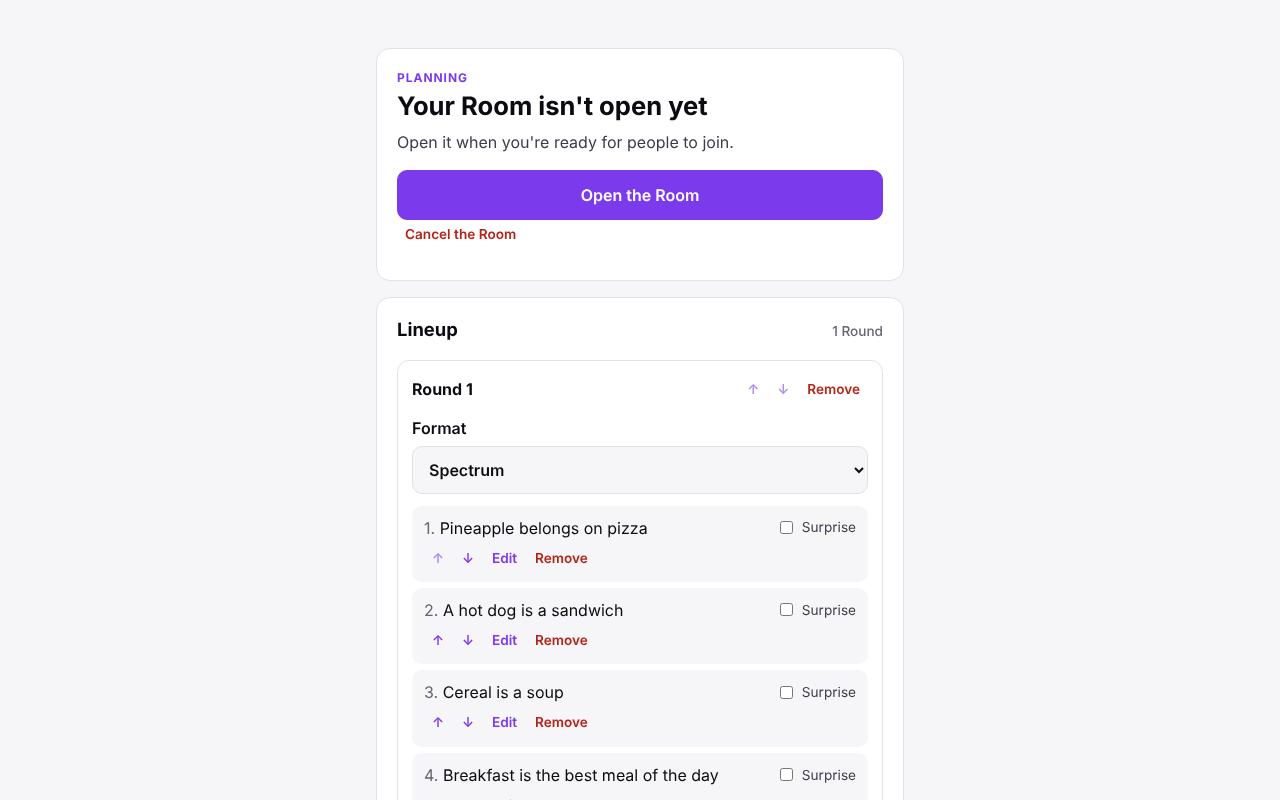 PLANNING
Your Room isn't open yet
Open it when you're ready for people to join.
Open the Room
Cancel the Room
Lineup 1 Round
Round 1 ↑ ↓ Remove
Format
Spectrum
1. Pineapple belongs on pizza Surprise
↑ ↓ Edit Remove
2. A hot dog is a sandwich Surprise
↑ ↓ Edit Remove
3. Cereal is a soup Surprise
↑ ↓ Edit Remove
4. Breakfast is the best meal of the day Surprise